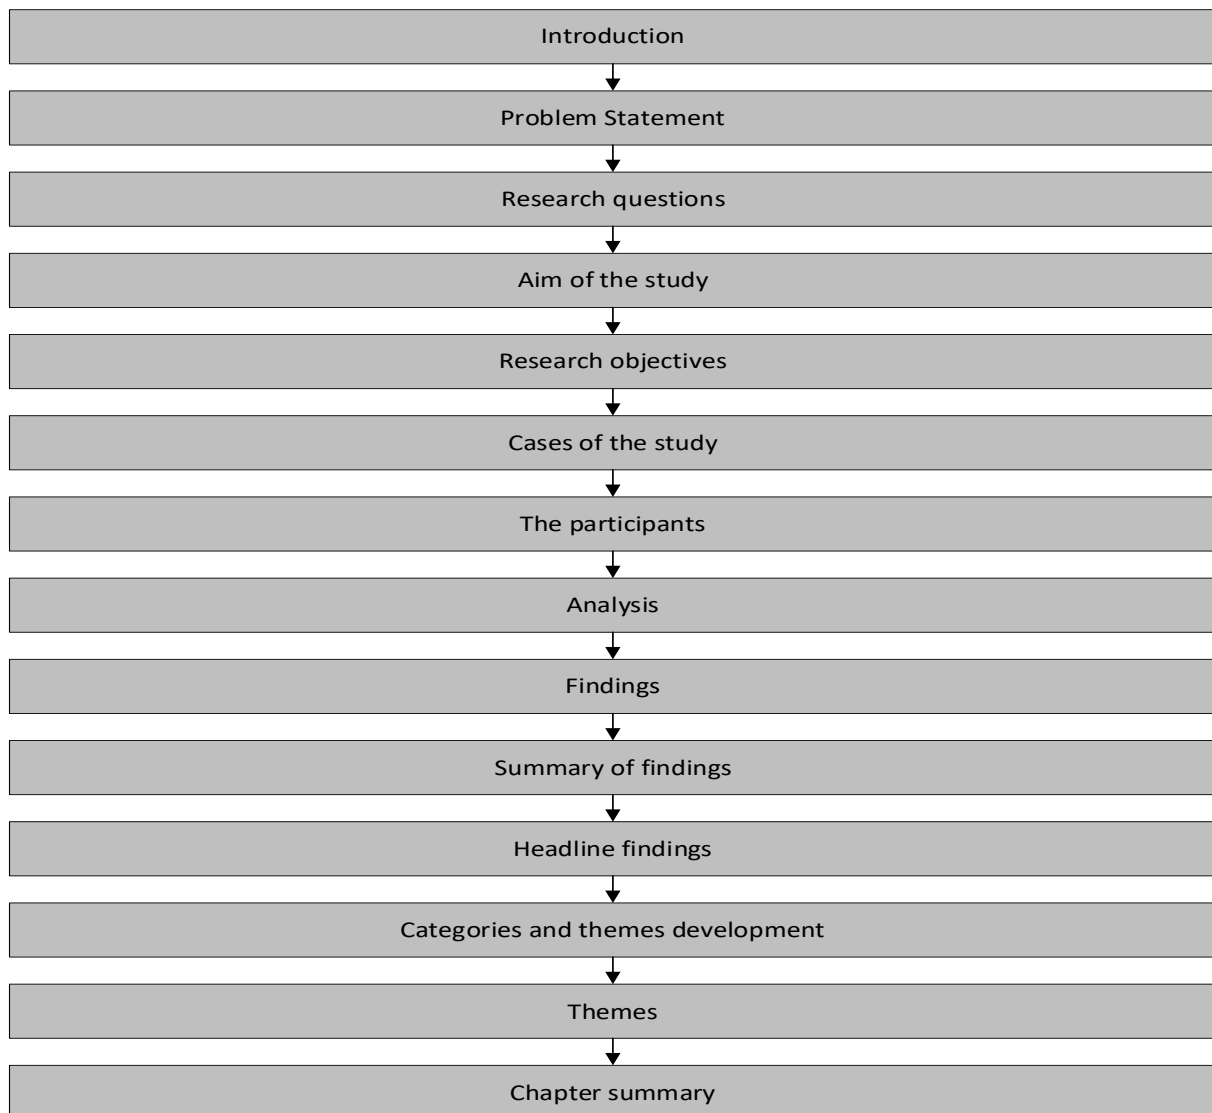 Introduction
Problem Statement
Research questions
Aim of the study
Research objectives
Cases of the study
The participants
Analysis
Findings
Summary of findings
Headline findings
Categories and themes development
Themes
Chapter summary